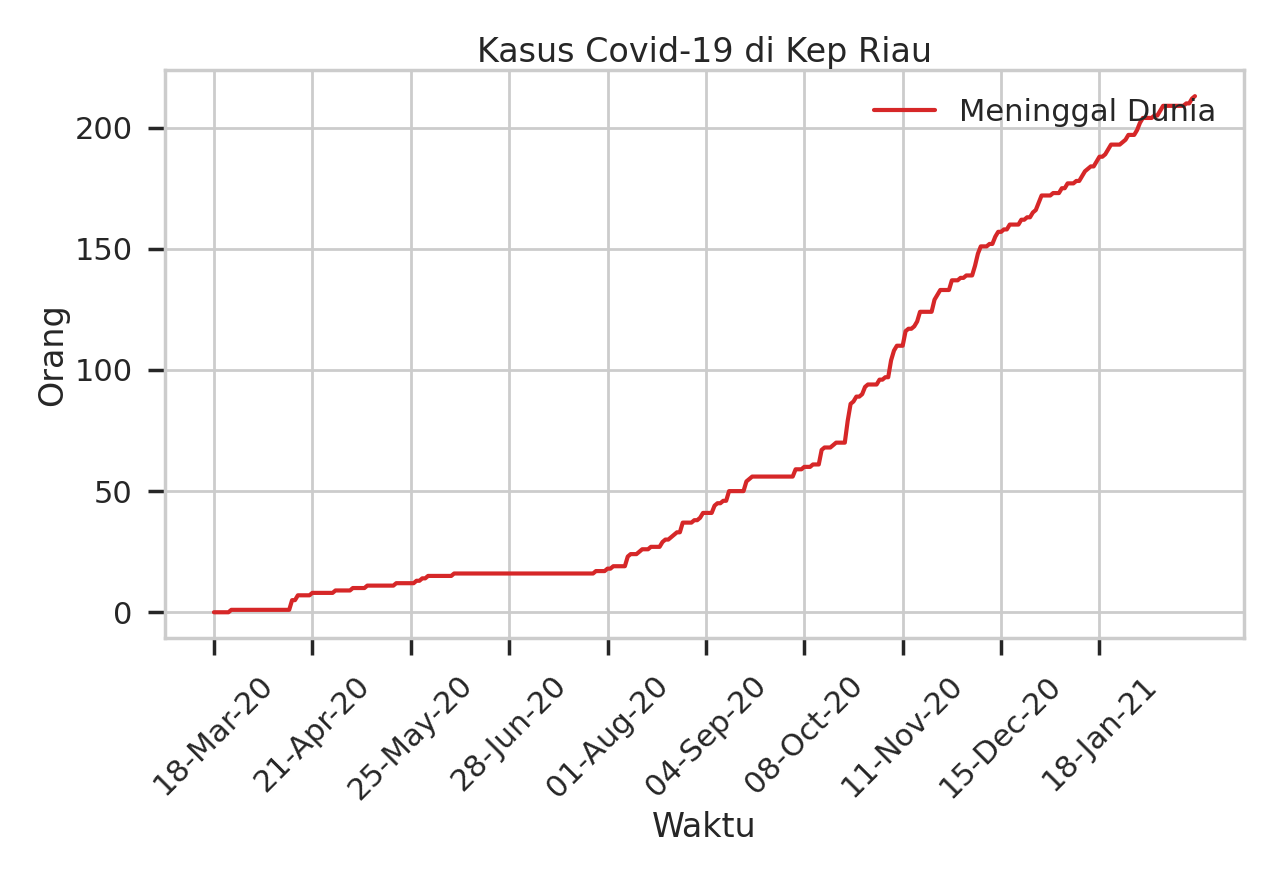 Kasus Covid-19 di Kep Riau
Meninggal Dunia
200
150
100
50
0
Orang
18-Mar-20
21-Apr-20
25-May-20
28-Jun-20
01-Aug-20
04-Sep-20
08-Oct-20
11-Nov-20
15-Dec-20
18-Jan-21
Waktu